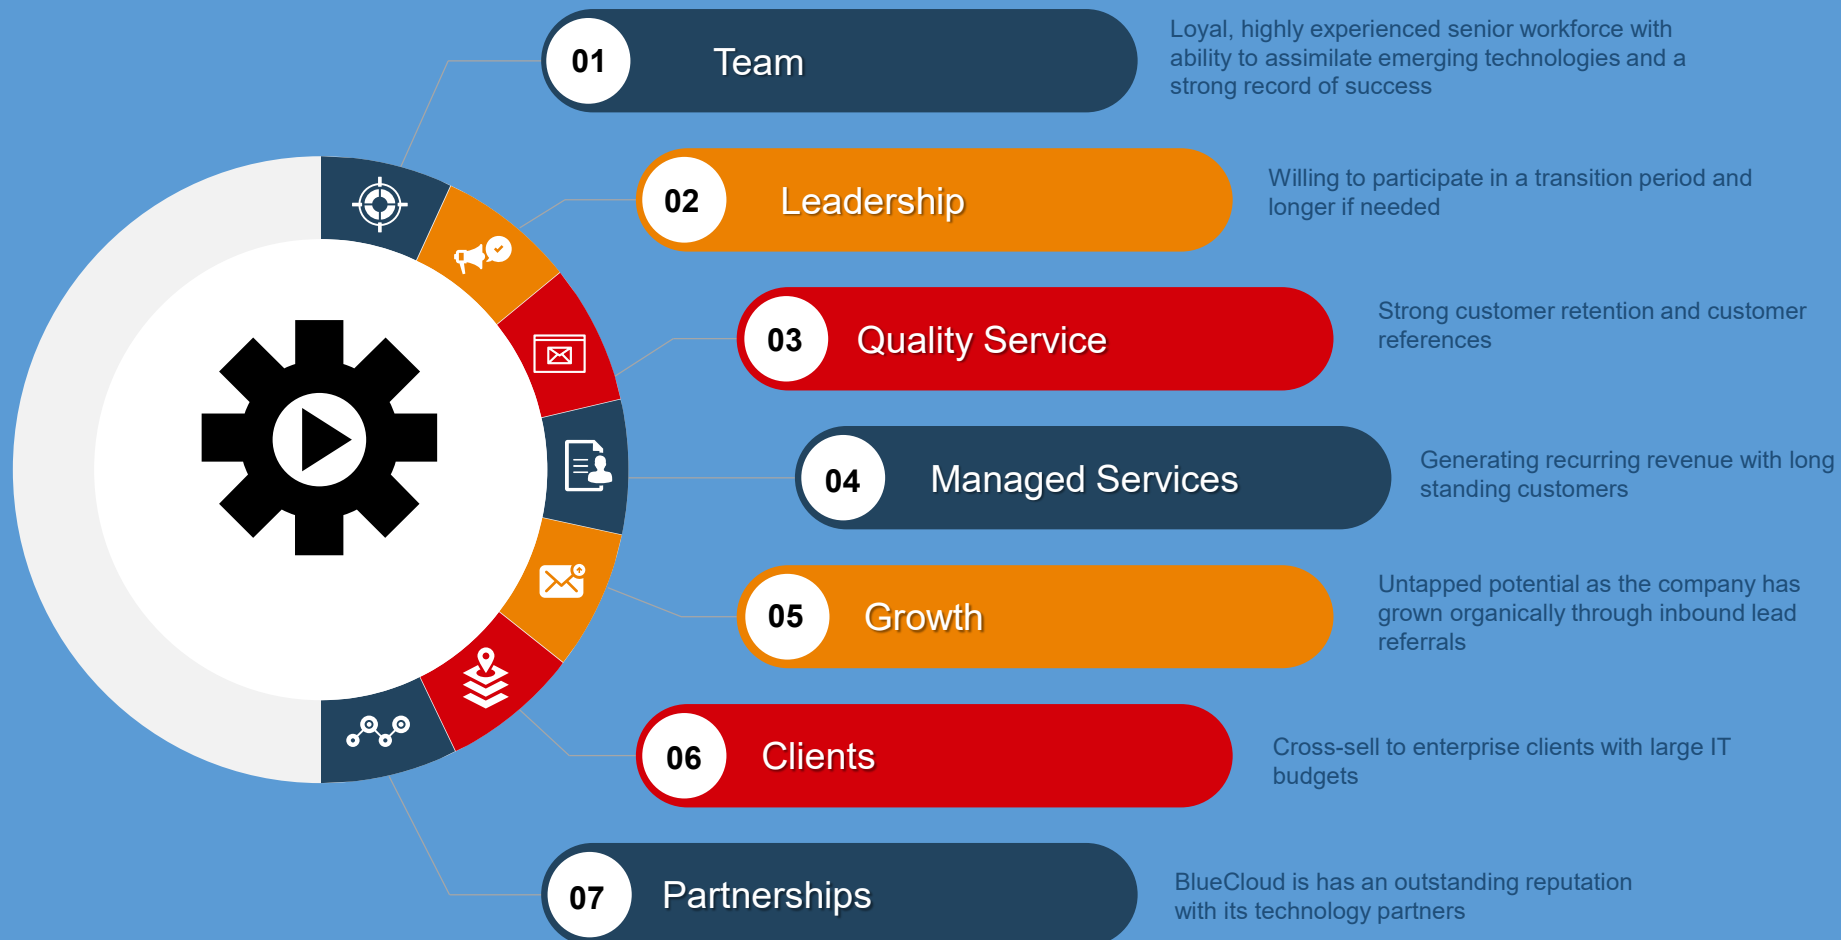 01
Team
Loyal, highly experienced senior workforce with
ability to assimilate emerging technologies and a
strong record of success
02
Leadership
Willing to participate in a transition period and
longer if needed
03
Quality Service
Strong customer retention and customer
references
04
Managed Services
Generating recurring revenue with long
standing customers
05
Growth
Untapped potential as the company has
grown organically through inbound lead
referrals
06
Clients
Cross-sell to enterprise clients with large IT
budgets
07
Partnerships
BlueCloud is has an outstanding reputation
with its technology partners